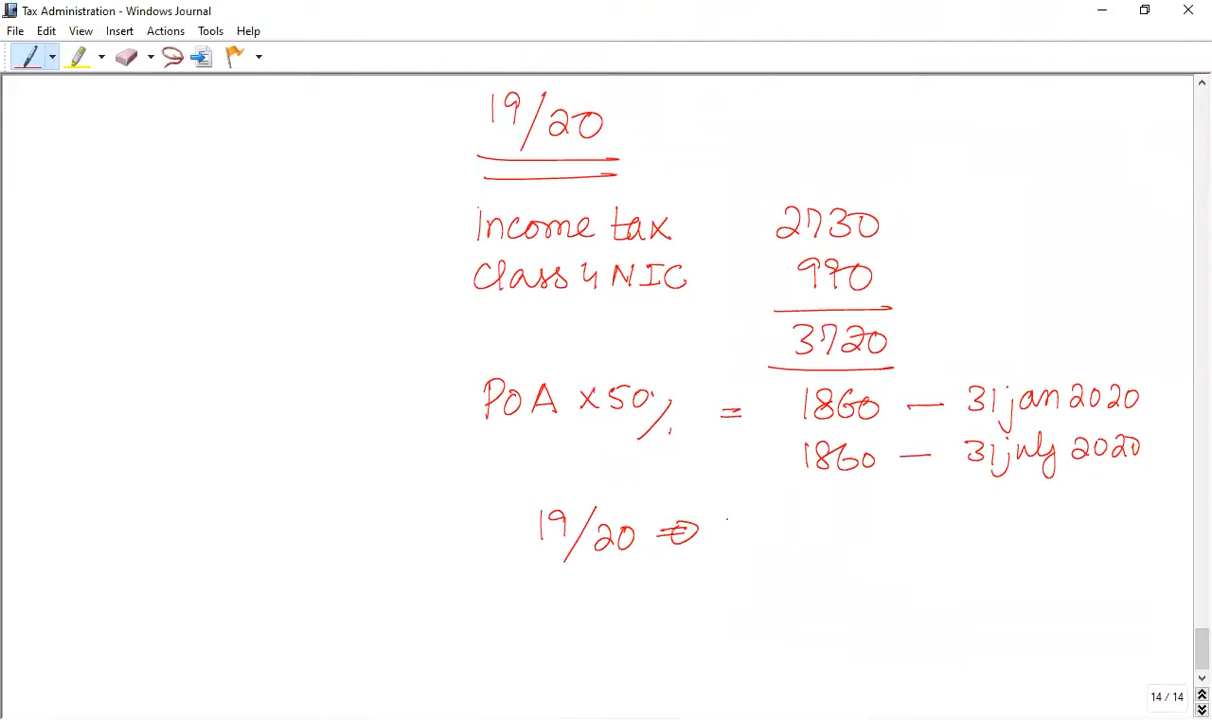 Tax Administration - Windows Journal
File Edit View Insert Actions Tools Help
19/20
Income tax 2730
Class 4 NIC 990
3720
POA x 50% = 1860 — 31 jan 2020
1860 — 31 july 2020
19/20 ⇒
14 / 14